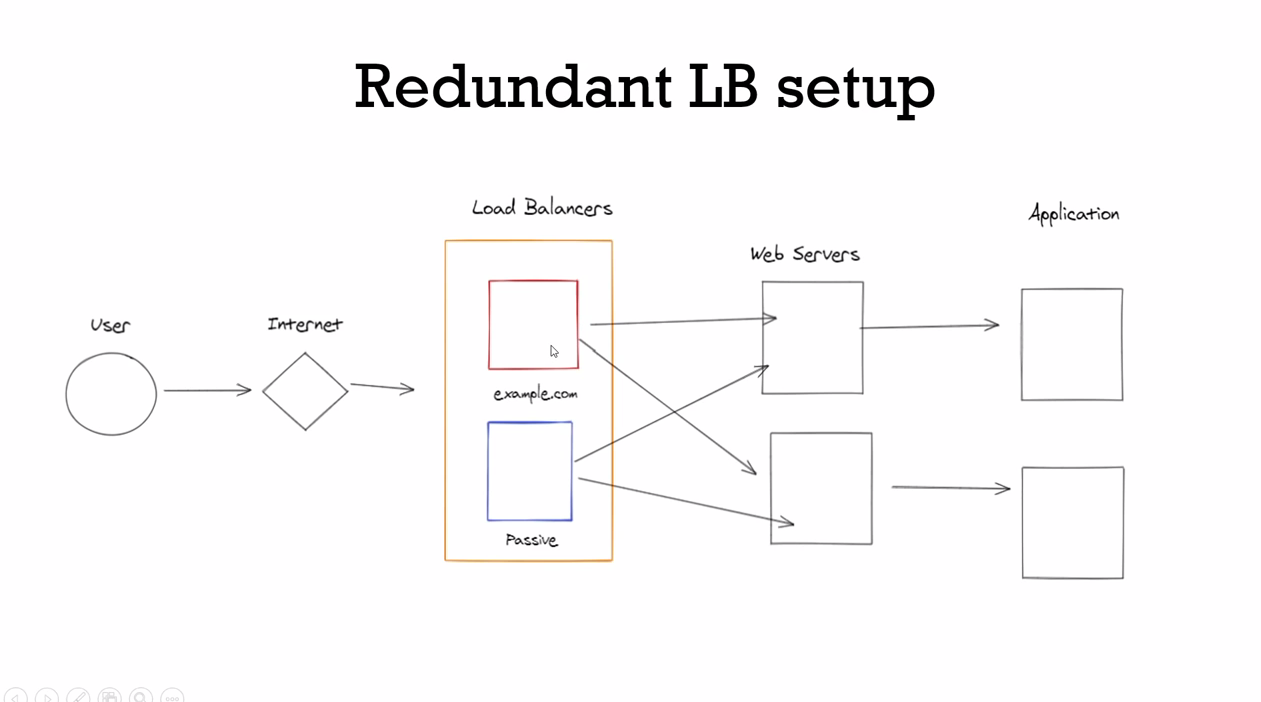 Redundant LB setup
Load Balancers
Application
Web Servers
User
Internet
example.com
Passive